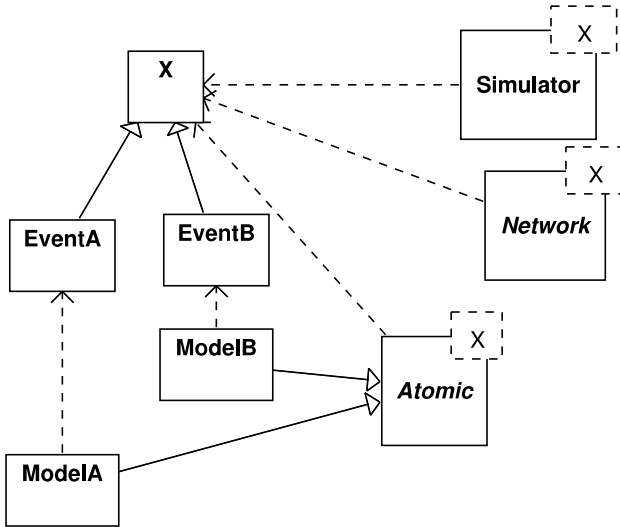 X
X
Simulator
X
Network
EventA
EventB
X
ModelB
Atomic
ModelA